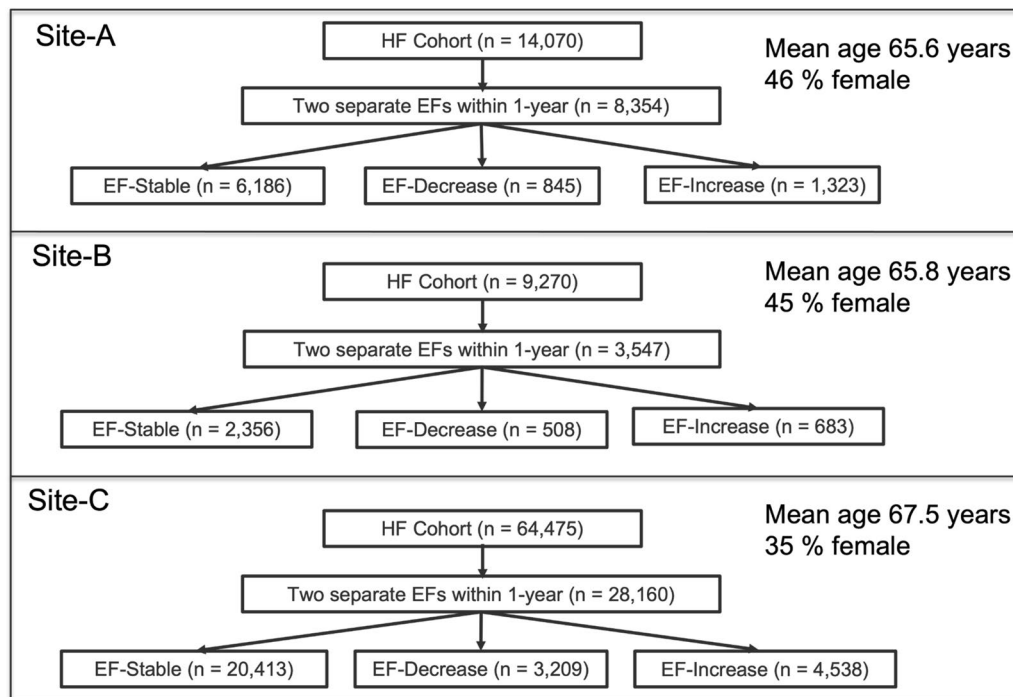 Site-A
HF Cohort (n = 14,070)
Mean age 65.6 years
46 % female
Two separate EFs within 1-year (n = 8,354)
EF-Stable (n = 6,186)
EF-Decrease (n = 845)
EF-Increase (n = 1,323)
Site-B
HF Cohort (n = 9,270)
Mean age 65.8 years
45 % female
Two separate EFs within 1-year (n = 3,547)
EF-Stable (n = 2,356)
EF-Decrease (n = 508)
EF-Increase (n = 683)
Site-C
HF Cohort (n = 64,475)
Mean age 67.5 years
35 % female
Two separate EFs within 1-year (n = 28,160)
EF-Stable (n = 20,413)
EF-Decrease (n = 3,209)
EF-Increase (n = 4,538)